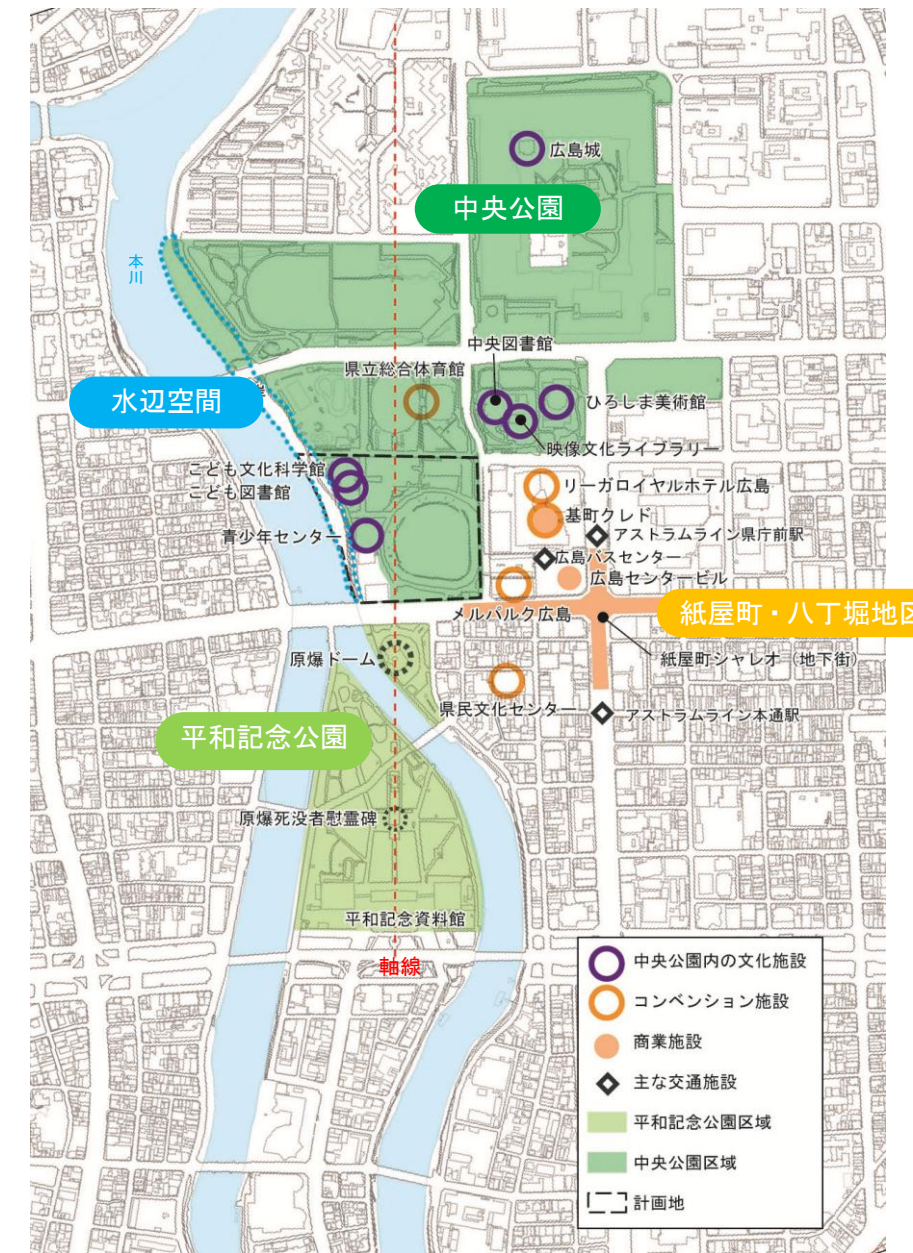 広島城
中央公園
本川
中央図書館
県立総合体育館
水辺空間
ひろしま美術館
映像文化ライブラリー
こども文化科学館
こども図書館
リーガロイヤルホテル広島
基町クレド
青少年センター
アストラムライン県庁前駅
広島バスセンター
広島センタービル
メルパルク広島
紙屋町・八丁堀地区
原爆ドーム
紙屋町シャレオ（地下街）
県民文化センター
アストラムライン本通駅
平和記念公園
原爆死没者慰霊碑
平和記念資料館
軸線
中央公園内の文化施設
コンベンション施設
商業施設
主な交通施設
平和記念公園区域
中央公園区域
計画地